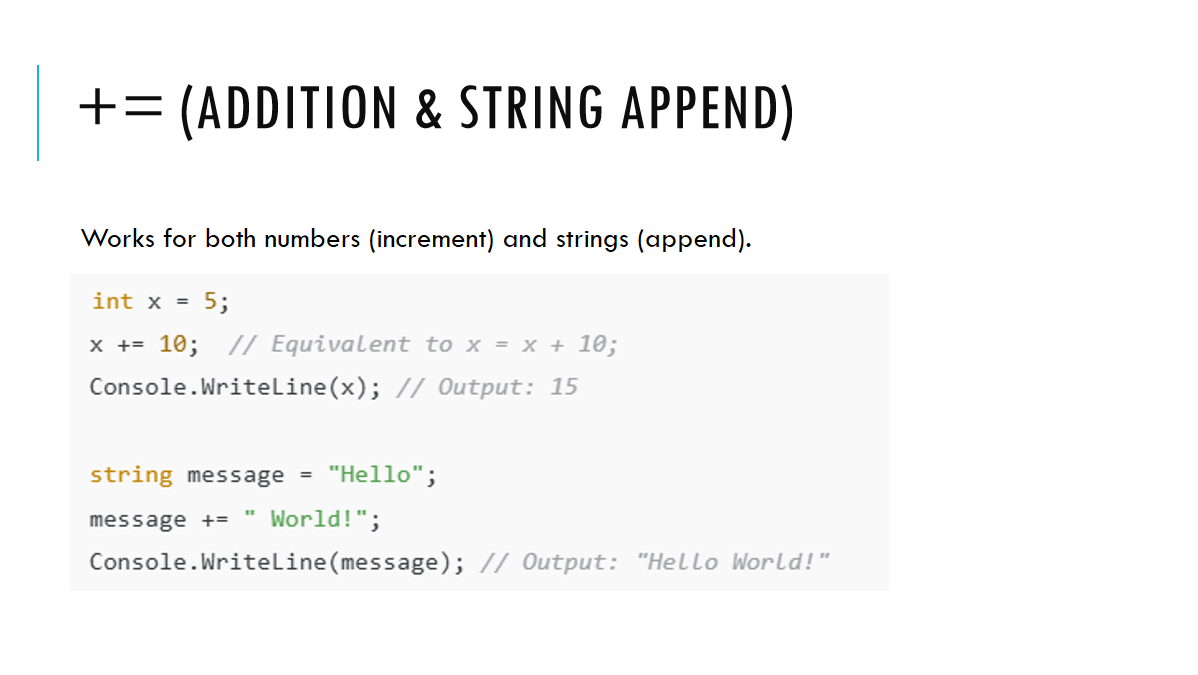 += (ADDITION & STRING APPEND)
Works for both numbers (increment) and strings (append).
int x = 5;
x += 10;  // Equivalent to x = x + 10;
Console.WriteLine(x); // Output: 15
string message = "Hello";
message += " World!";
Console.WriteLine(message); // Output: "Hello World!"